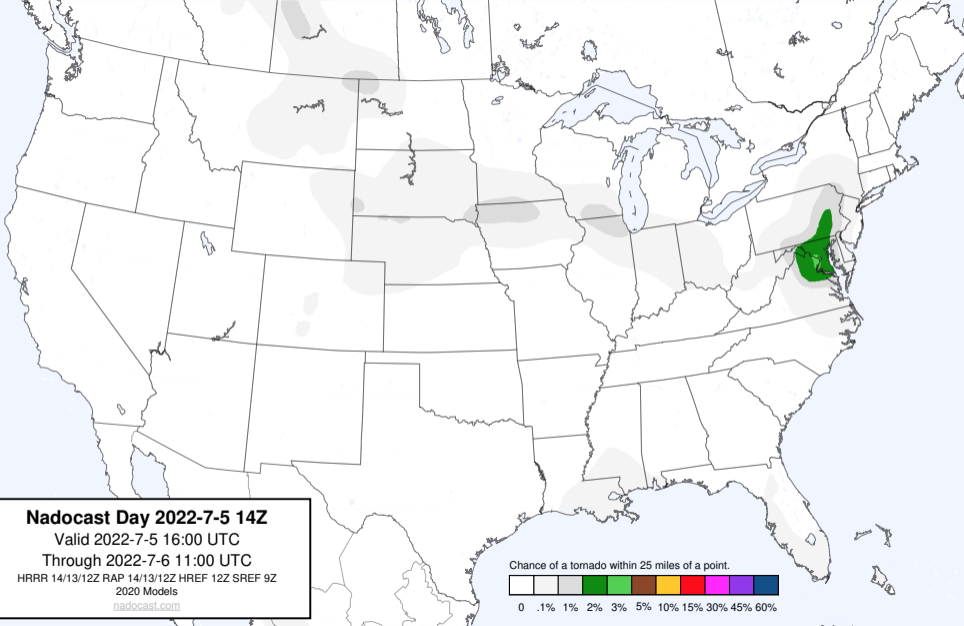 Nadocast Day 2022-7-5 14Z
Valid 2022-7-5 16:00 UTC
Through 2022-7-6 11:00 UTC
HRRR 14/13/12Z RAP 14/13/12Z HREF 12Z SREF 9Z
2020 Models
nadocast.com
Chance of a tornado within 25 miles of a point.
0 .1% 1% 2% 3% 5% 10% 15% 30% 45% 60%